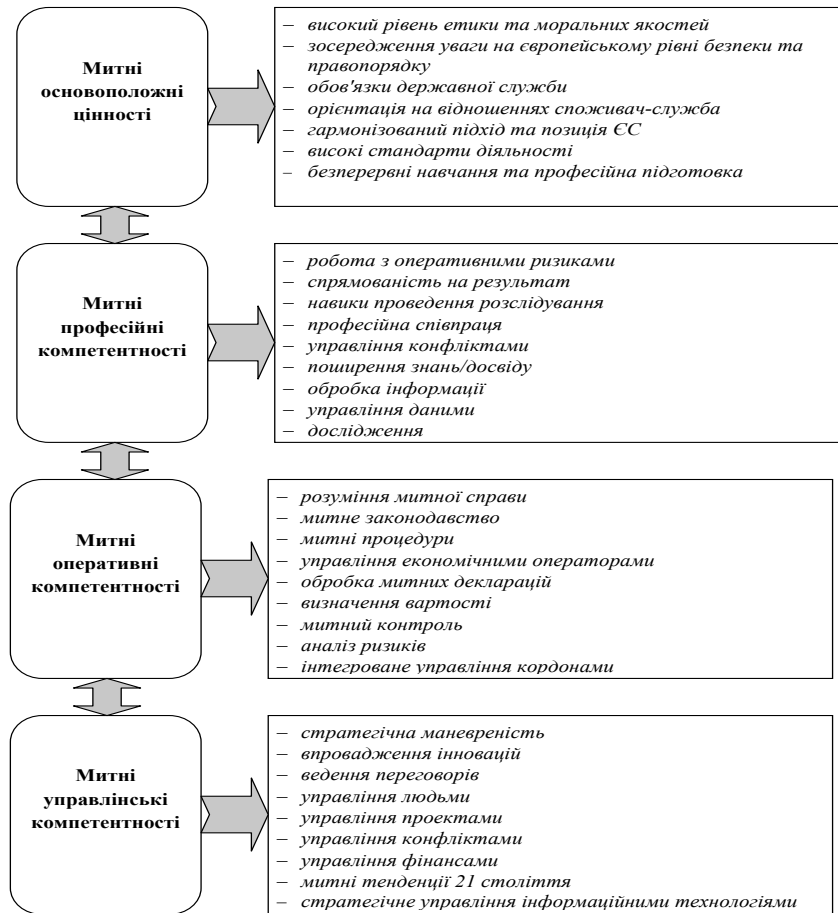 Митні
основоположні
цінності
– високий рівень етики та моральних якостей
– зосередження уваги на європейському рівні безпеки та
правопорядку
– обов'язки державної служби
– орієнтація на відношеннях споживач-служба
– гармонізований підхід та позиція ЄС
– високі стандарти діяльності
– безперервні навчання та професійна підготовка
Митні
професійні
компетентності
– робота з оперативними ризиками
– спрямованість на результат
– навики проведення розслідування
– професійна співпраця
– управління конфліктами
– поширення знань/досвіду
– обробка інформації
– управління даними
– дослідження
Митні
оперативні
компетентності
– розуміння митної справи
– митне законодавство
– митні процедури
– управління економічними операторами
– обробка митних декларацій
– визначення вартості
– митний контроль
– аналіз ризиків
– інтегроване управління кордонами
Митні
управлінські
компетентності
– стратегічна маневреність
– впровадження інновацій
– ведення переговорів
– управління людьми
– управління проектами
– управління конфліктами
– управління фінансами
– митні тенденції 21 століття
– стратегічне управління інформаційними технологіями